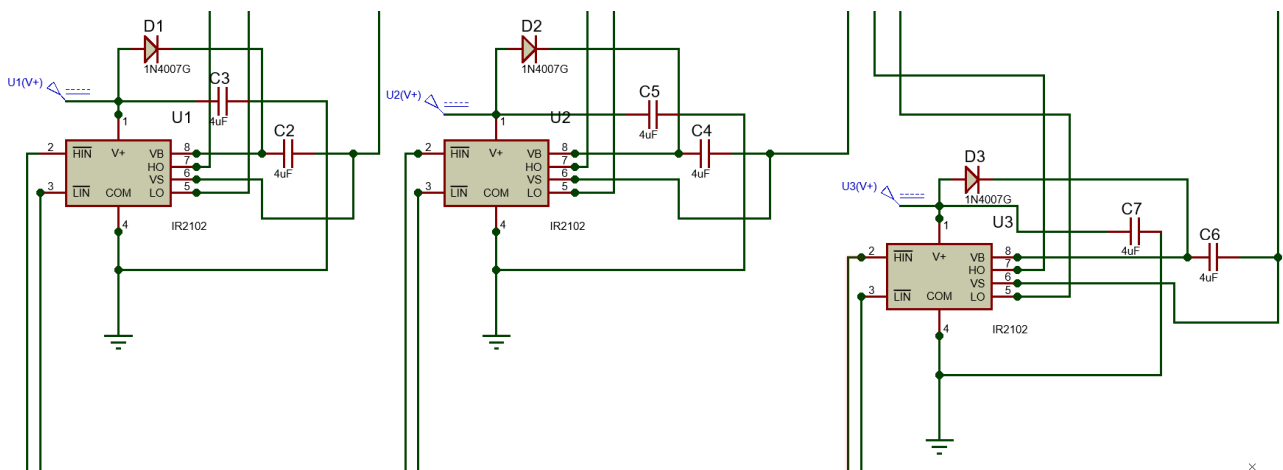 D1
1N4007G
U1(V+)
C3
4uF
U1
1
2
HIN
V+
VB
8
HO
7
VS
6
3
LIN
COM
LO
5
4
IR2102
C2
4uF
D2
1N4007G
U2(V+)
C5
4uF
U2
1
2
HIN
V+
VB
8
HO
7
VS
6
3
LIN
COM
LO
5
4
IR2102
C4
4uF
D3
1N4007G
U3(V+)
C7
4uF
U3
1
2
HIN
V+
VB
8
HO
7
VS
6
3
LIN
COM
LO
5
4
IR2102
C6
4uF